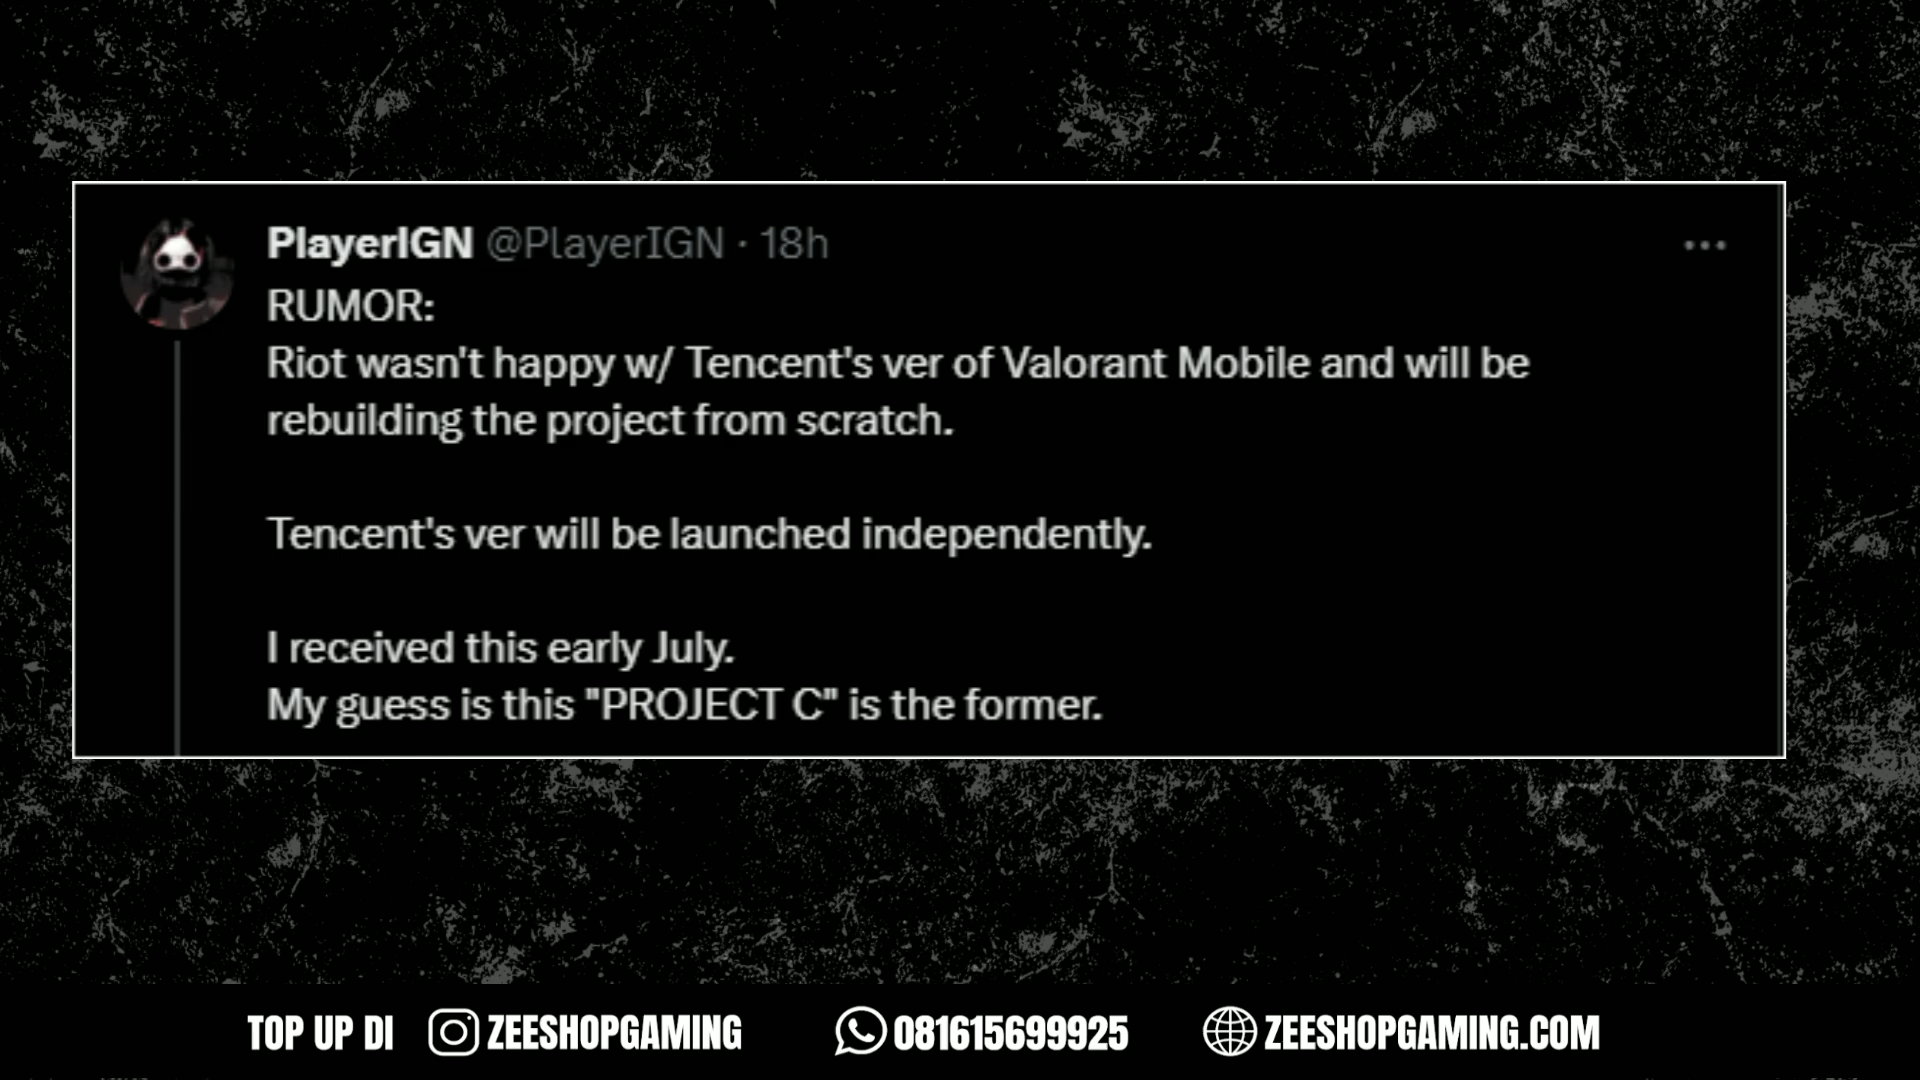 PlayerIGN @PlayerIGN · 18h
RUMOR:
Riot wasn't happy w/ Tencent's ver of Valorant Mobile and will be
rebuilding the project from scratch.
Tencent's ver will be launched independently.
I received this early July.
My guess is this "PROJECT C" is the former.
TOP UP DI ZEESHOPGAMING 081615699925 ZEESHOPGAMING.COM